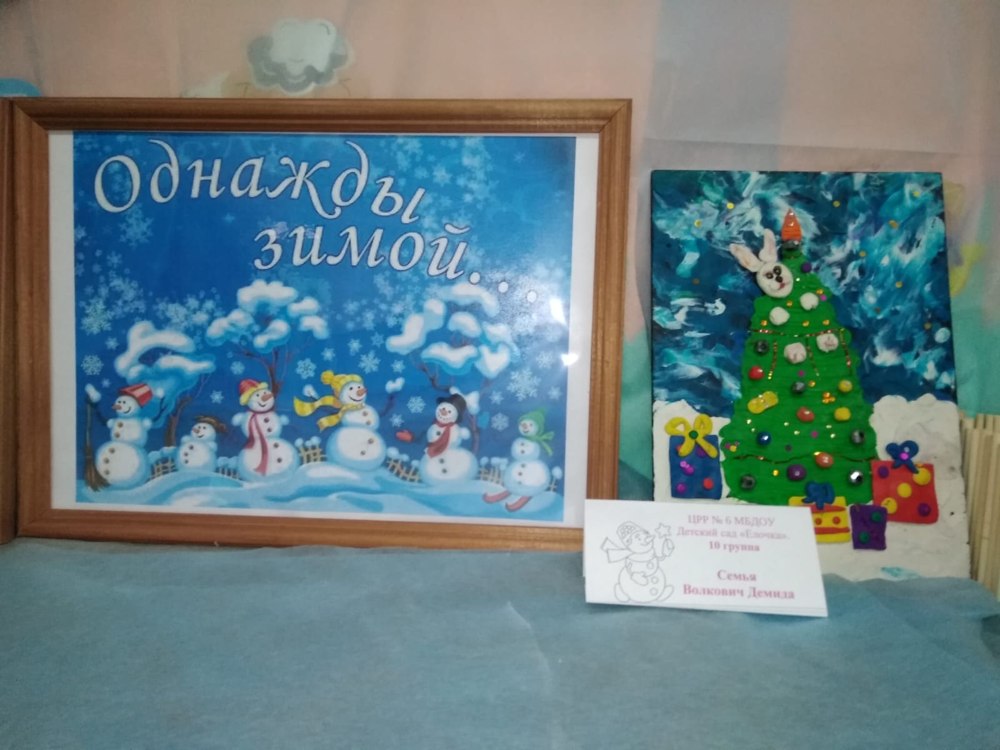 Однажды
зимой...
ЦРР № 6 МБДОУ
Детский сад «Елочка».
10 группа
Семья
Волкович Демида